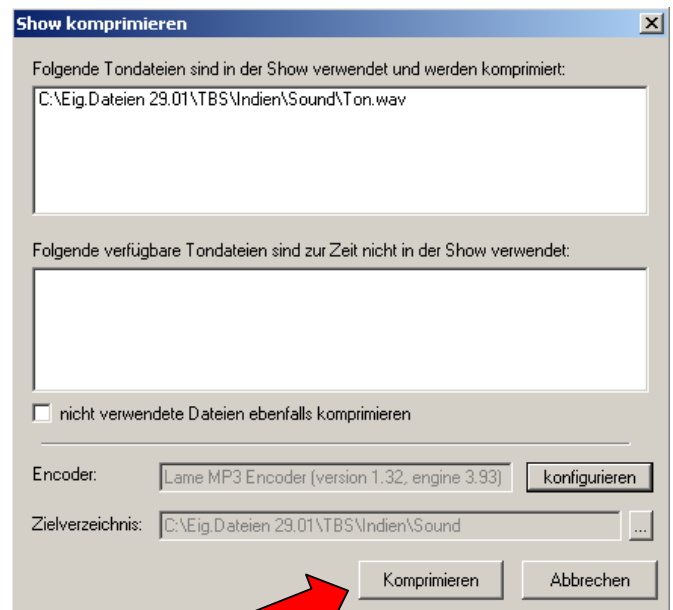 Show komprimieren
Folgende Tondateien sind in der Show verwendet und werden komprimiert:
C:\Eig.Dateien 29.01\TBS\Indien\Sound\Ton.wav
Folgende verfügbare Tondateien sind zur Zeit nicht in der Show verwendet:
nicht verwendete Dateien ebenfalls komprimieren
Encoder: Lame MP3 Encoder (version 1.32, engine 3.93) konfigurieren
Zielverzeichnis: C:\Eig.Dateien 29.01\TBS\Indien\Sound ...
Komprimieren Abbrechen